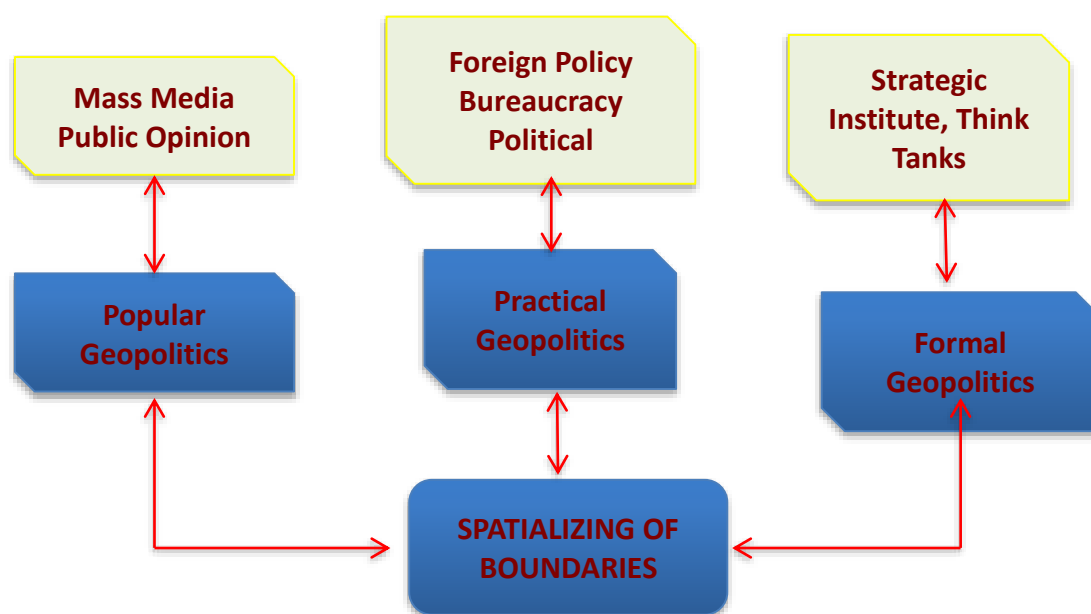 Mass Media
Public Opinion
Foreign Policy
Bureaucracy
Political
Strategic
Institute, Think
Tanks
Popular
Geopolitics
Practical
Geopolitics
Formal
Geopolitics
SPATIALIZING OF
BOUNDARIES